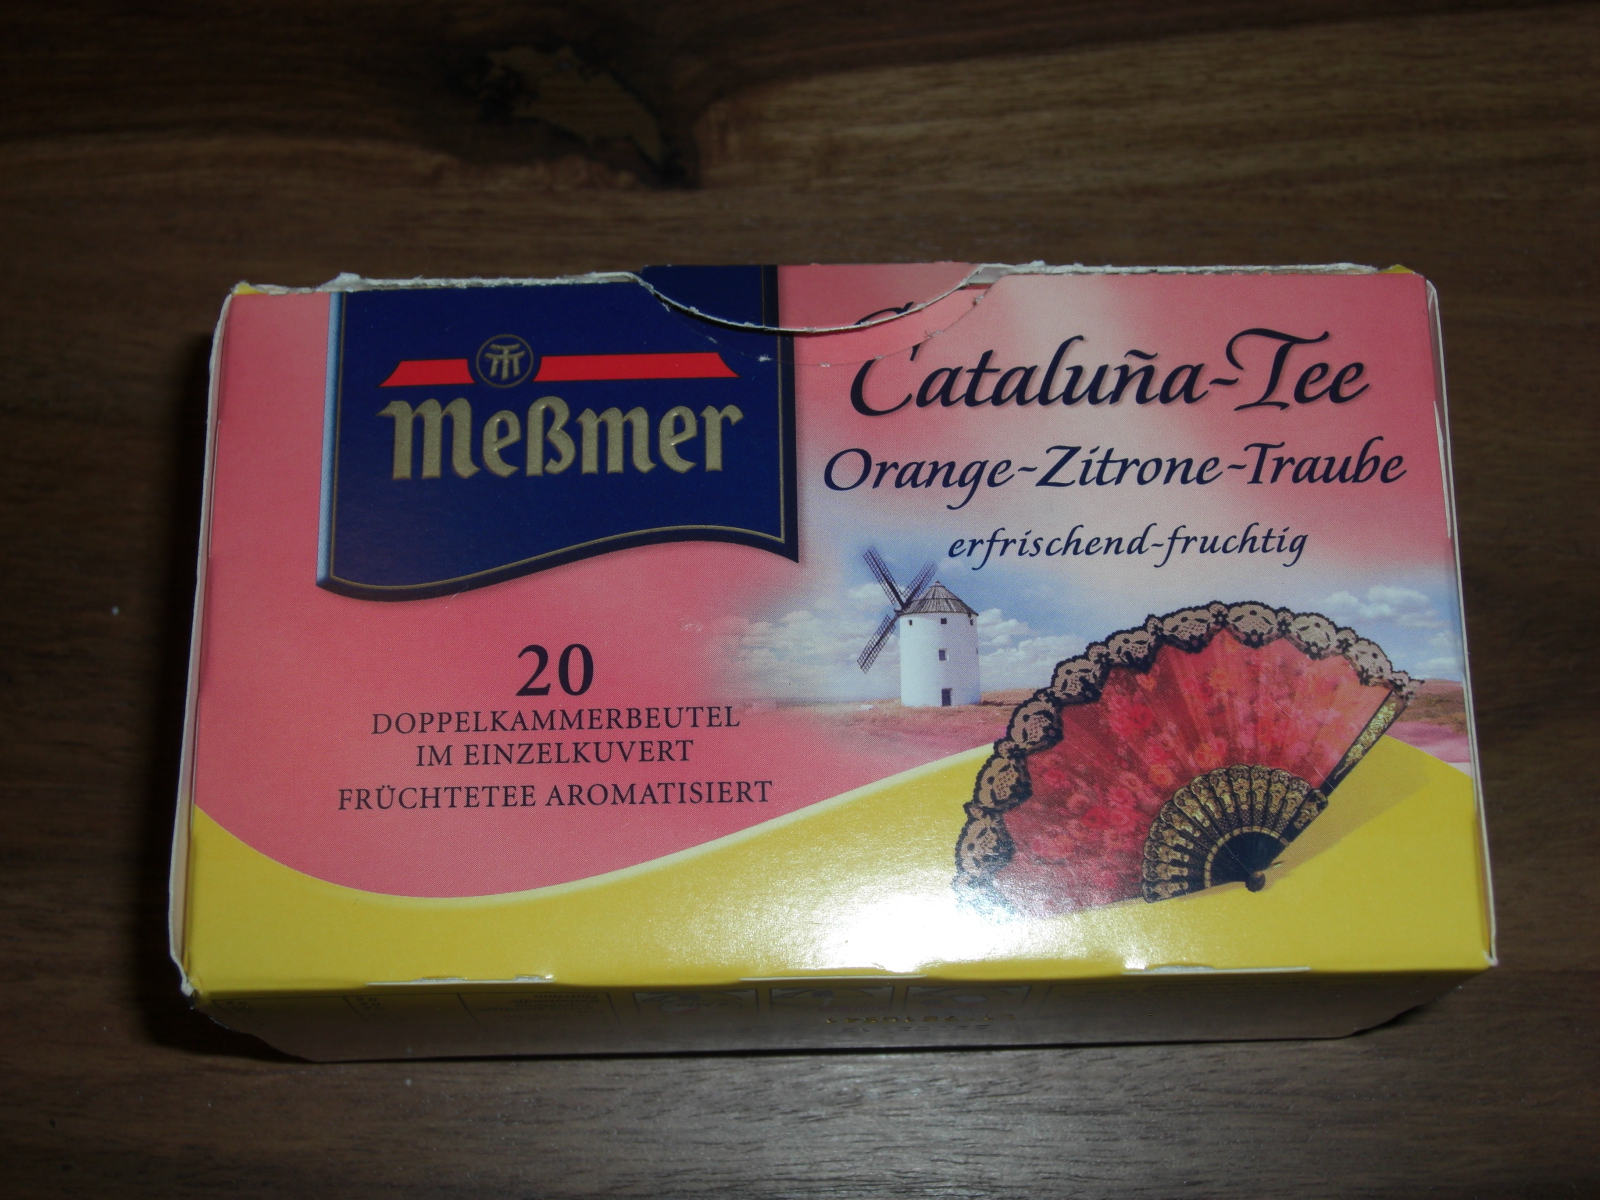 Meßmer
Cataluña-Tee
Orange-Zitrone-Traube
erfrischend-fruchtig
20
DOPPELKAMMERBEUTEL
IM EINZELKUVERT
FRÜCHTETEE AROMATISIERT